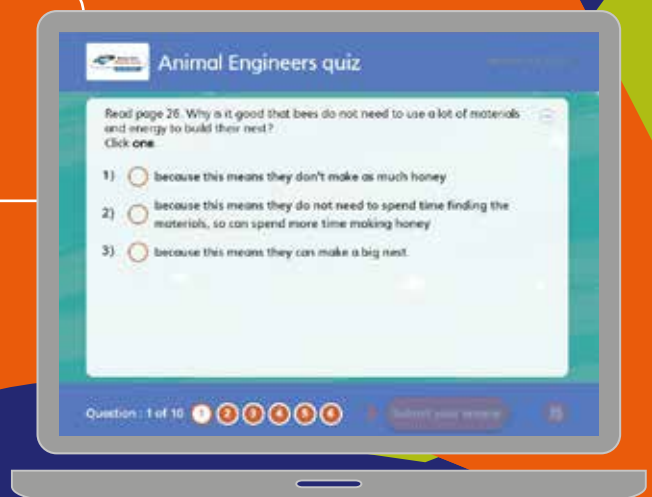 Animal Engineers quiz
Read page 26. Why is it good that bees do not need to use a lot of materials
and energy to build their nest?
Click one.
1) because this means they don't make as much honey
2) because this means they do not need to spend time finding the
materials, so can spend more time making honey
3) because this means they can make a big nest.
Question : 1 of 10 1 2 3 4 5 6
Submit your answer